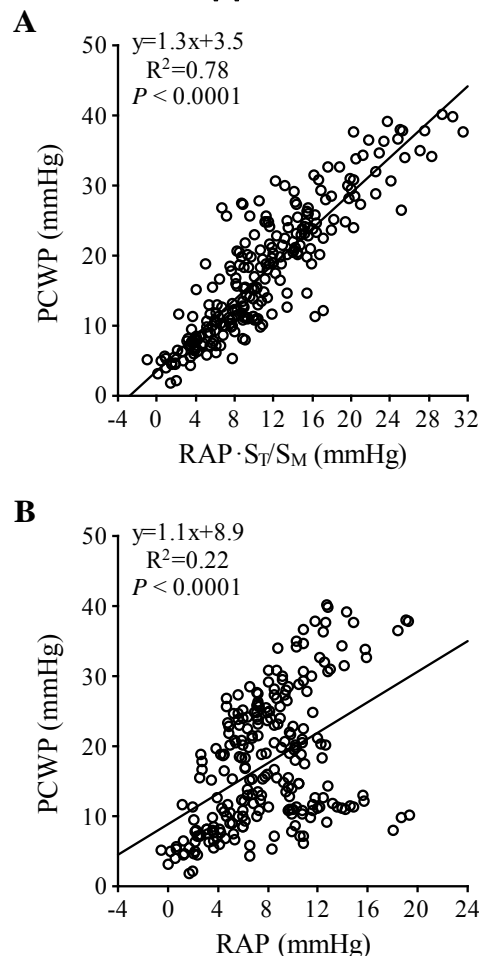 A
y=1.3x+3.5
R²=0.78
P < 0.0001
50
40
30
20
10
0
PCWP (mmHg)
-4 0 4 8 12 16 20 24 28 32
RAP·S_T/S_M (mmHg)
B
y=1.1x+8.9
R²=0.22
P < 0.0001
50
40
30
20
10
0
PCWP (mmHg)
-4 0 4 8 12 16 20 24
RAP (mmHg)